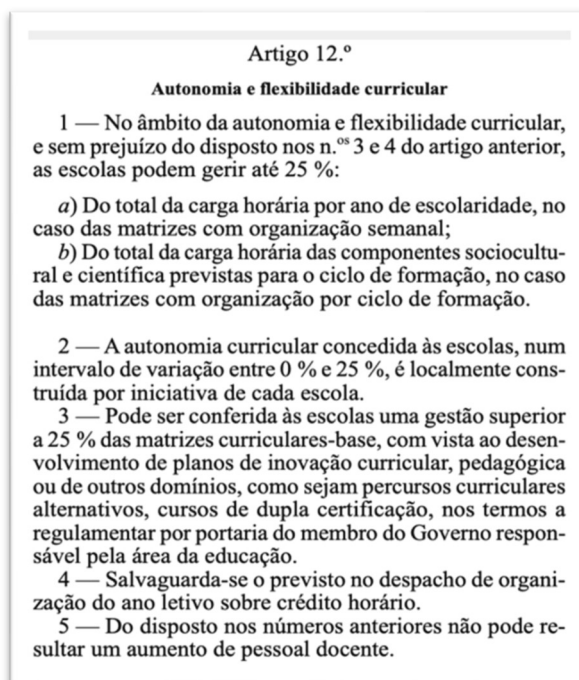 Artigo 12.º
Autonomia e flexibilidade curricular
1 — No âmbito da autonomia e flexibilidade curricular,
e sem prejuízo do disposto nos n.os 3 e 4 do artigo anterior,
as escolas podem gerir até 25 %:
a) Do total da carga horária por ano de escolaridade, no
caso das matrizes com organização semanal;
b) Do total da carga horária das componentes sociocultu-
ral e científica previstas para o ciclo de formação, no caso
das matrizes com organização por ciclo de formação.
2 — A autonomia curricular concedida às escolas, num
intervalo de variação entre 0 % e 25 %, é localmente cons-
truída por iniciativa de cada escola.
3 — Pode ser conferida às escolas uma gestão superior
a 25 % das matrizes curriculares-base, com vista ao desen-
volvimento de planos de inovação curricular, pedagógica
ou de outros domínios, como sejam percursos curriculares
alternativos, cursos de dupla certificação, nos termos a
regulamentar por portaria do membro do Governo respon-
sável pela área da educação.
4 — Salvaguarda-se o previsto no despacho de organi-
zação do ano letivo sobre crédito horário.
5 — Do disposto nos números anteriores não pode re-
sultar um aumento de pessoal docente.